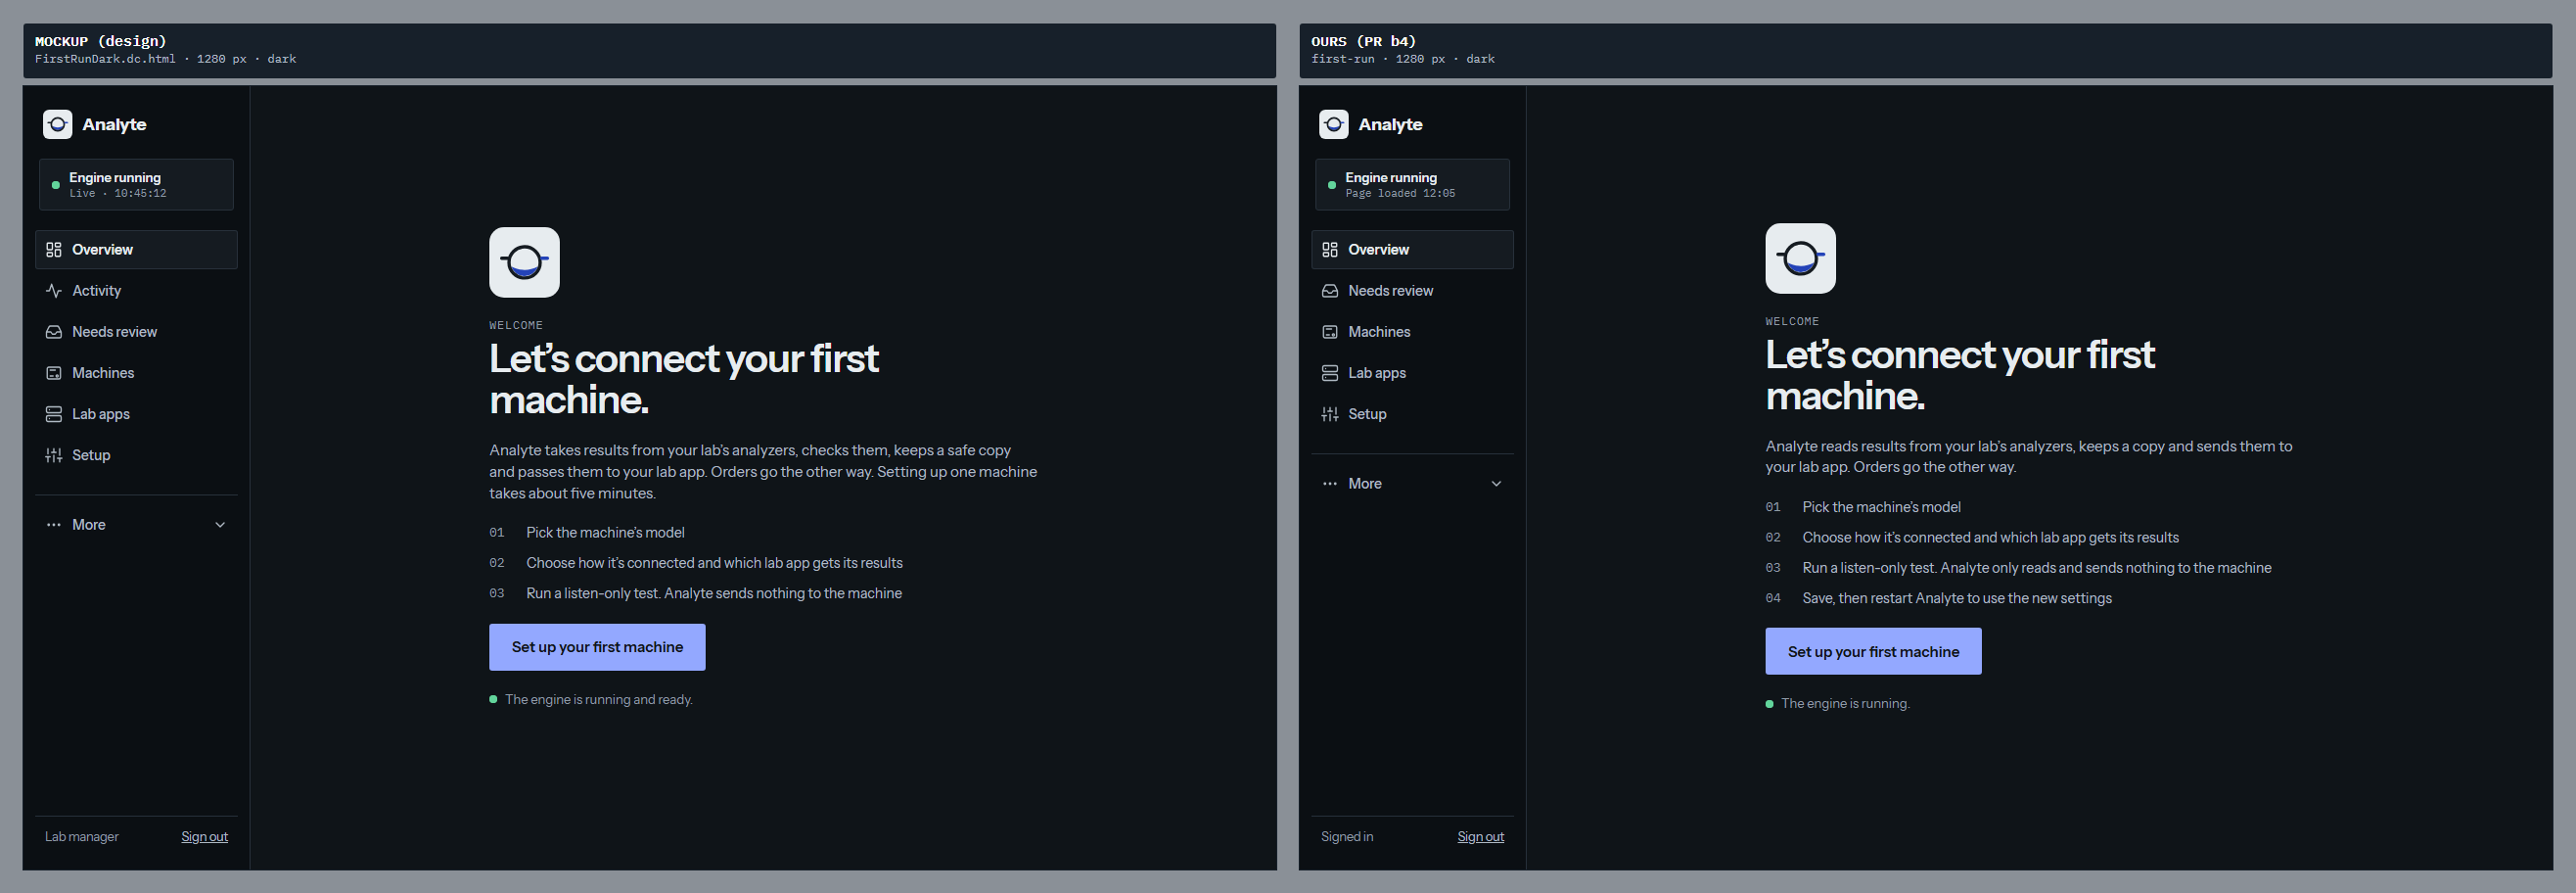 MOCKUP (design)
FirstRunDark.dc.html · 1280 px · dark
Analyte
Engine running
Live · 10:45:12
Overview
Activity
Needs review
Machines
Lab apps
Setup
More
Lab manager
Sign out
WELCOME
Let’s connect your first
machine.
Analyte takes results from your lab’s analyzers, checks them, keeps a safe copy
and passes them to your lab app. Orders go the other way. Setting up one machine
takes about five minutes.
01 Pick the machine’s model
02 Choose how it’s connected and which lab app gets its results
03 Run a listen-only test. Analyte sends nothing to the machine
Set up your first machine
The engine is running and ready.
OURS (PR b4)
first-run · 1280 px · dark
Analyte
Engine running
Page loaded 12:05
Overview
Needs review
Machines
Lab apps
Setup
More
Signed in
Sign out
WELCOME
Let’s connect your first
machine.
Analyte reads results from your lab’s analyzers, keeps a copy and sends them to
your lab app. Orders go the other way.
01 Pick the machine’s model
02 Choose how it’s connected and which lab app gets its results
03 Run a listen-only test. Analyte only reads and sends nothing to the machine
04 Save, then restart Analyte to use the new settings
Set up your first machine
The engine is running.